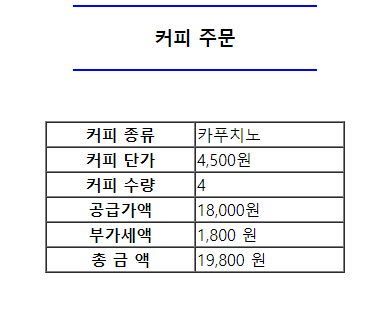 커피 주문
커피 종류 카푸치노
커피 단가 4,500원
커피 수량 4
공급가액 18,000원
부가세액 1,800 원
총 금 액 19,800 원